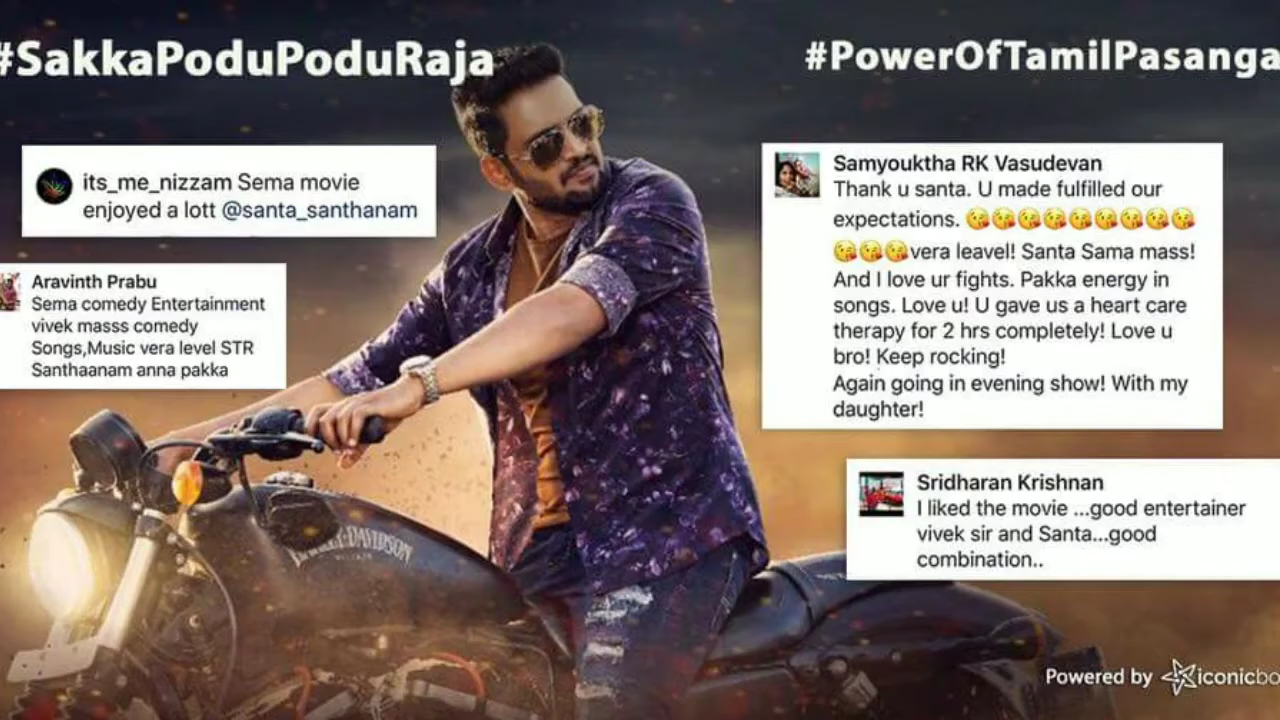 #SakkaPoduPoduRaja
#PowerOfTamilPasanga
its_me_nizzam Sema movie
enjoyed a lott @santa_santhanam
Aravinth Prabu
Sema comedy Entertainment
vivek masss comedy
Songs,Music vera level STR
Santhaanam anna pakka
Samyouktha RK Vasudevan
Thank u santa. U made fulfilled our
expectations. 😘😘😘😘😘😘😘😘😘
😘😘😘vera leavel! Santa Sama mass!
And I love ur fights. Pakka energy in
songs. Love u! U gave us a heart care
therapy for 2 hrs completely! Love u
bro! Keep rocking!
Again going in evening show! With my
daughter!
Sridharan Krishnan
I liked the movie ...good entertainer
vivek sir and Santa...good
combination..
HARLEY-DAVIDSON
Powered by iconicbo